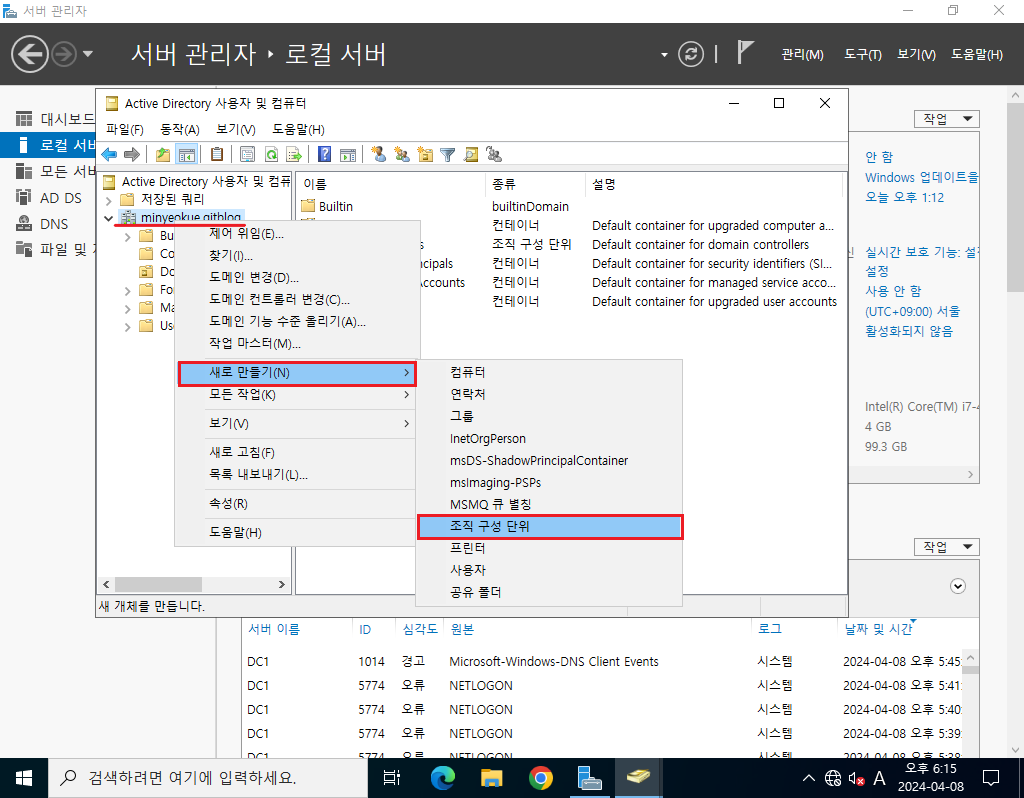 서버 관리자
서버 관리자 ‣ 로컬 서버
관리(M) 도구(T) 보기(V) 도움말(H)
대시보드
로컬 서버
모든 서버
AD DS
DNS
파일 및
Active Directory 사용자 및 컴퓨터
파일(F) 동작(A) 보기(V) 도움말(H)
Active Directory 사용자 및 컴퓨
저장된 쿼리
minyeokue.gitblog
Bu
Co
Do
Fo
Ma
Us
이름 종류 설명
Builtin builtinDomain
컨테이너 Default container for upgraded computer a...
s 조직 구성 단위 Default container for domain controllers
ncipals 컨테이너 Default container for security identifiers (SI...
Accounts 컨테이너 Default container for managed service acco...
컨테이너 Default container for upgraded user accounts
제어 위임(E)...
찾기(I)...
도메인 변경(D)...
도메인 컨트롤러 변경(C)...
도메인 기능 수준 올리기(A)...
작업 마스터(M)...
새로 만들기(N)
모든 작업(K)
보기(V)
새로 고침(F)
목록 내보내기(L)...
속성(R)
도움말(H)
컴퓨터
연락처
그룹
InetOrgPerson
msDS-ShadowPrincipalContainer
msImaging-PSPs
MSMQ 큐 별칭
조직 구성 단위
프린터
사용자
공유 폴더
새 개체를 만듭니다.
작업
안 함
Windows 업데이트을
오늘 오후 1:12
실시간 보호 기능: 설정
설정
사용 안 함
(UTC+09:00) 서울
활성화되지 않음
Intel(R) Core(TM) i7-4
4 GB
99.3 GB
작업
서버 이름 ID 심각도 원본 로그 날짜 및 시간
DC1 1014 경고 Microsoft-Windows-DNS Client Events 시스템 2024-04-08 오후 5:45:
DC1 5774 오류 NETLOGON 시스템 2024-04-08 오후 5:41:
DC1 5774 오류 NETLOGON 시스템 2024-04-08 오후 5:40:
DC1 5774 오류 NETLOGON 시스템 2024-04-08 오후 5:39:
DC1 5774 오류 NETLOGON 시스템 2024-04-08 오후 5:38:
검색하려면 여기에 입력하세요.
A
오후 6:15
2024-04-08